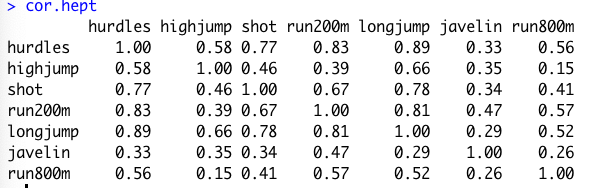 > cor.hept
hurdles highjump shot run200m longjump javelin run800m
hurdles 1.00 0.58 0.77 0.83 0.89 0.33 0.56
highjump 0.58 1.00 0.46 0.39 0.66 0.35 0.15
shot 0.77 0.46 1.00 0.67 0.78 0.34 0.41
run200m 0.83 0.39 0.67 1.00 0.81 0.47 0.57
longjump 0.89 0.66 0.78 0.81 1.00 0.29 0.52
javelin 0.33 0.35 0.34 0.47 0.29 1.00 0.26
run800m 0.56 0.15 0.41 0.57 0.52 0.26 1.00